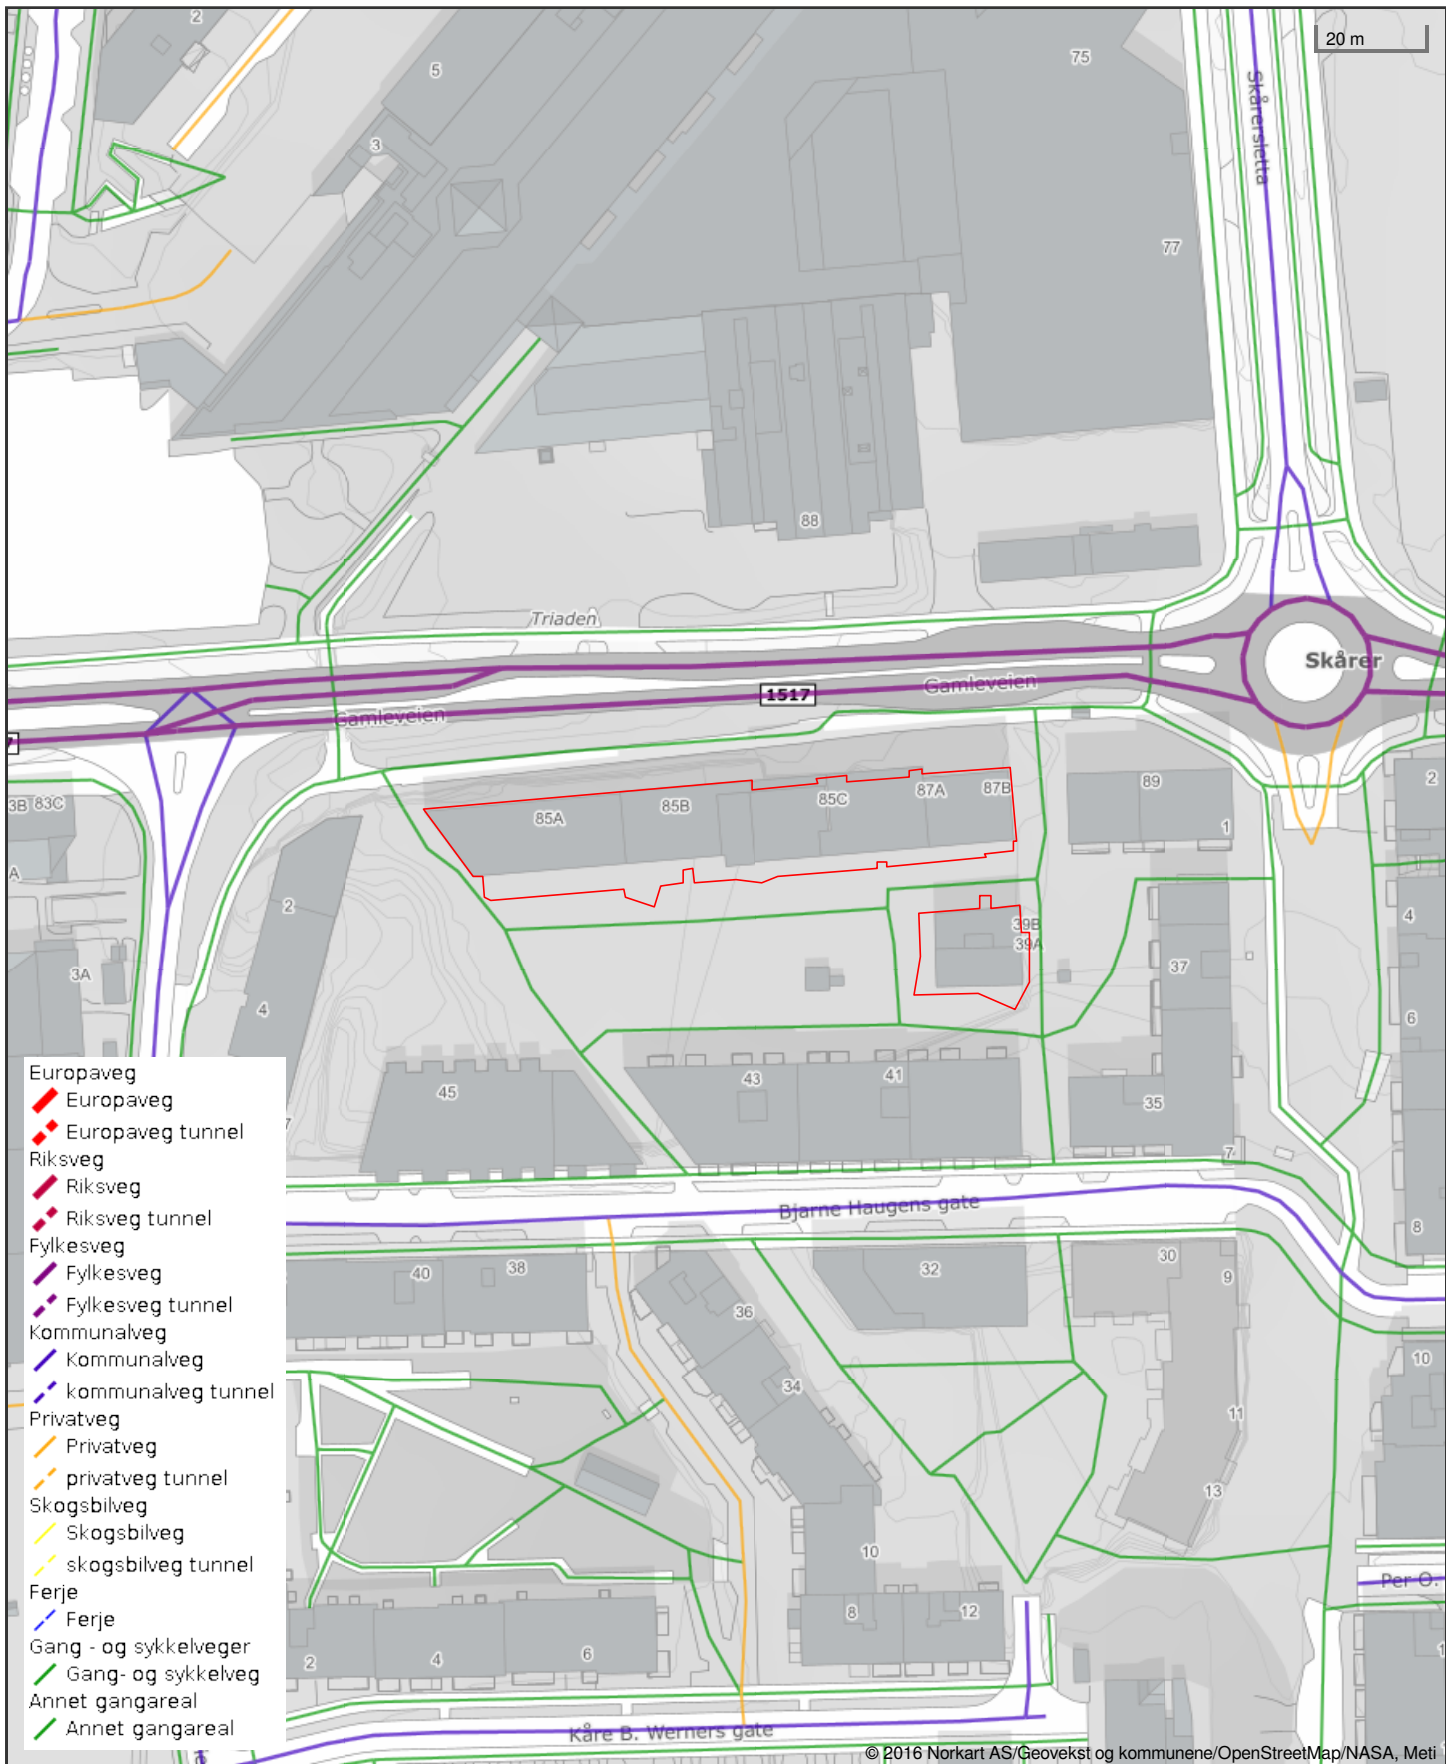 2
5
75
20 m
3
Skårersletta
77
88
Triaden
Skårer
Gamleveien
1517
Gamleveien
3B 83C
85A
85B
85C
87A
87B
89
1
2
A
2
39B
39A
4
3A
37
4
6
45
43
41
35
7
Bjarne Haugens gate
8
40
38
32
30
9
36
34
10
11
13
10
Per O.
8
12
2
4
6
Kåre B. Werners gate
Europaveg
Europaveg
Europaveg tunnel
Riksveg
Riksveg
Riksveg tunnel
Fylkesveg
Fylkesveg
Fylkesveg tunnel
Kommunalveg
Kommunalveg
kommunalveg tunnel
Privatveg
Privatveg
privatveg tunnel
Skogsbilveg
Skogsbilveg
skogsbilveg tunnel
Ferje
Ferje
Gang - og sykkelveger
Gang- og sykkelveg
Annet gangareal
Annet gangareal
© 2016 Norkart AS/Geovekst og kommunene/OpenStreetMap/NASA, Meti